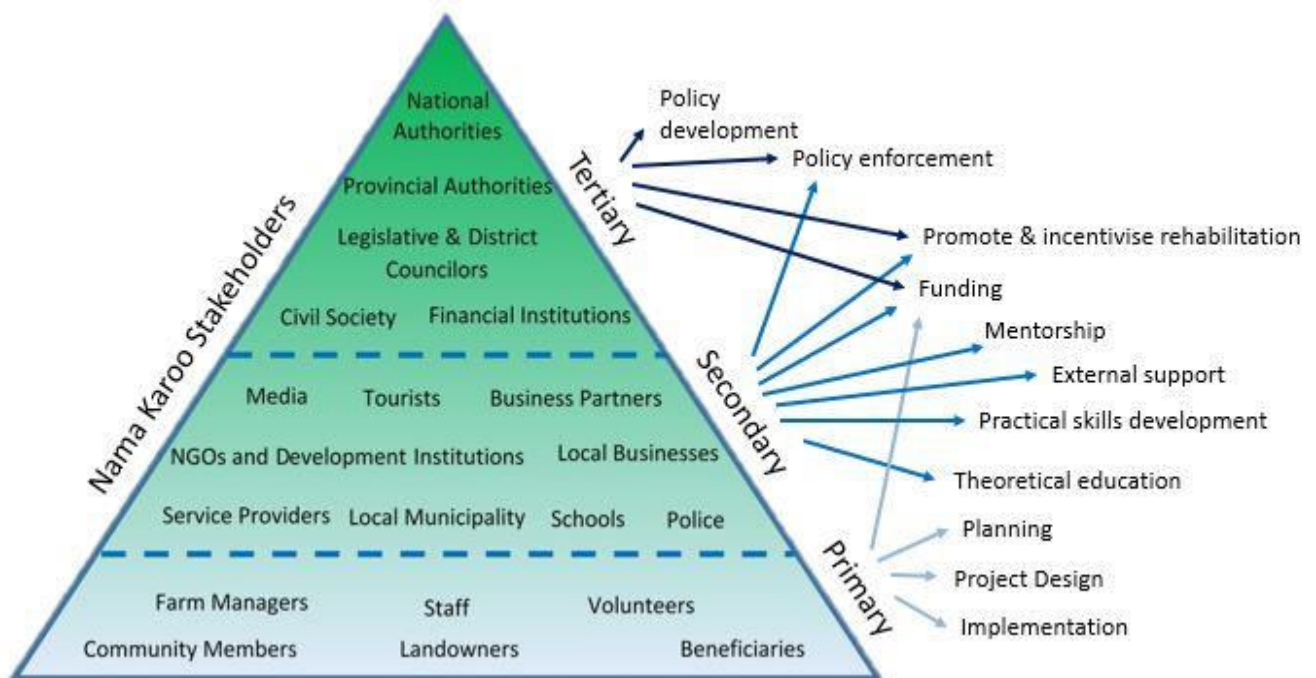 National
Authorities
Provincial Authorities
Legislative & District
Councilors
Civil Society Financial Institutions
Media Tourists Business Partners
NGOs and Development Institutions Local Businesses
Service Providers Local Municipality Schools Police
Farm Managers Staff Volunteers
Community Members Landowners Beneficiaries
Nama Karoo Stakeholders
Tertiary
Secondary
Primary
Policy
development
Policy enforcement
Promote & incentivise rehabilitation
Funding
Mentorship
External support
Practical skills development
Theoretical education
Planning
Project Design
Implementation